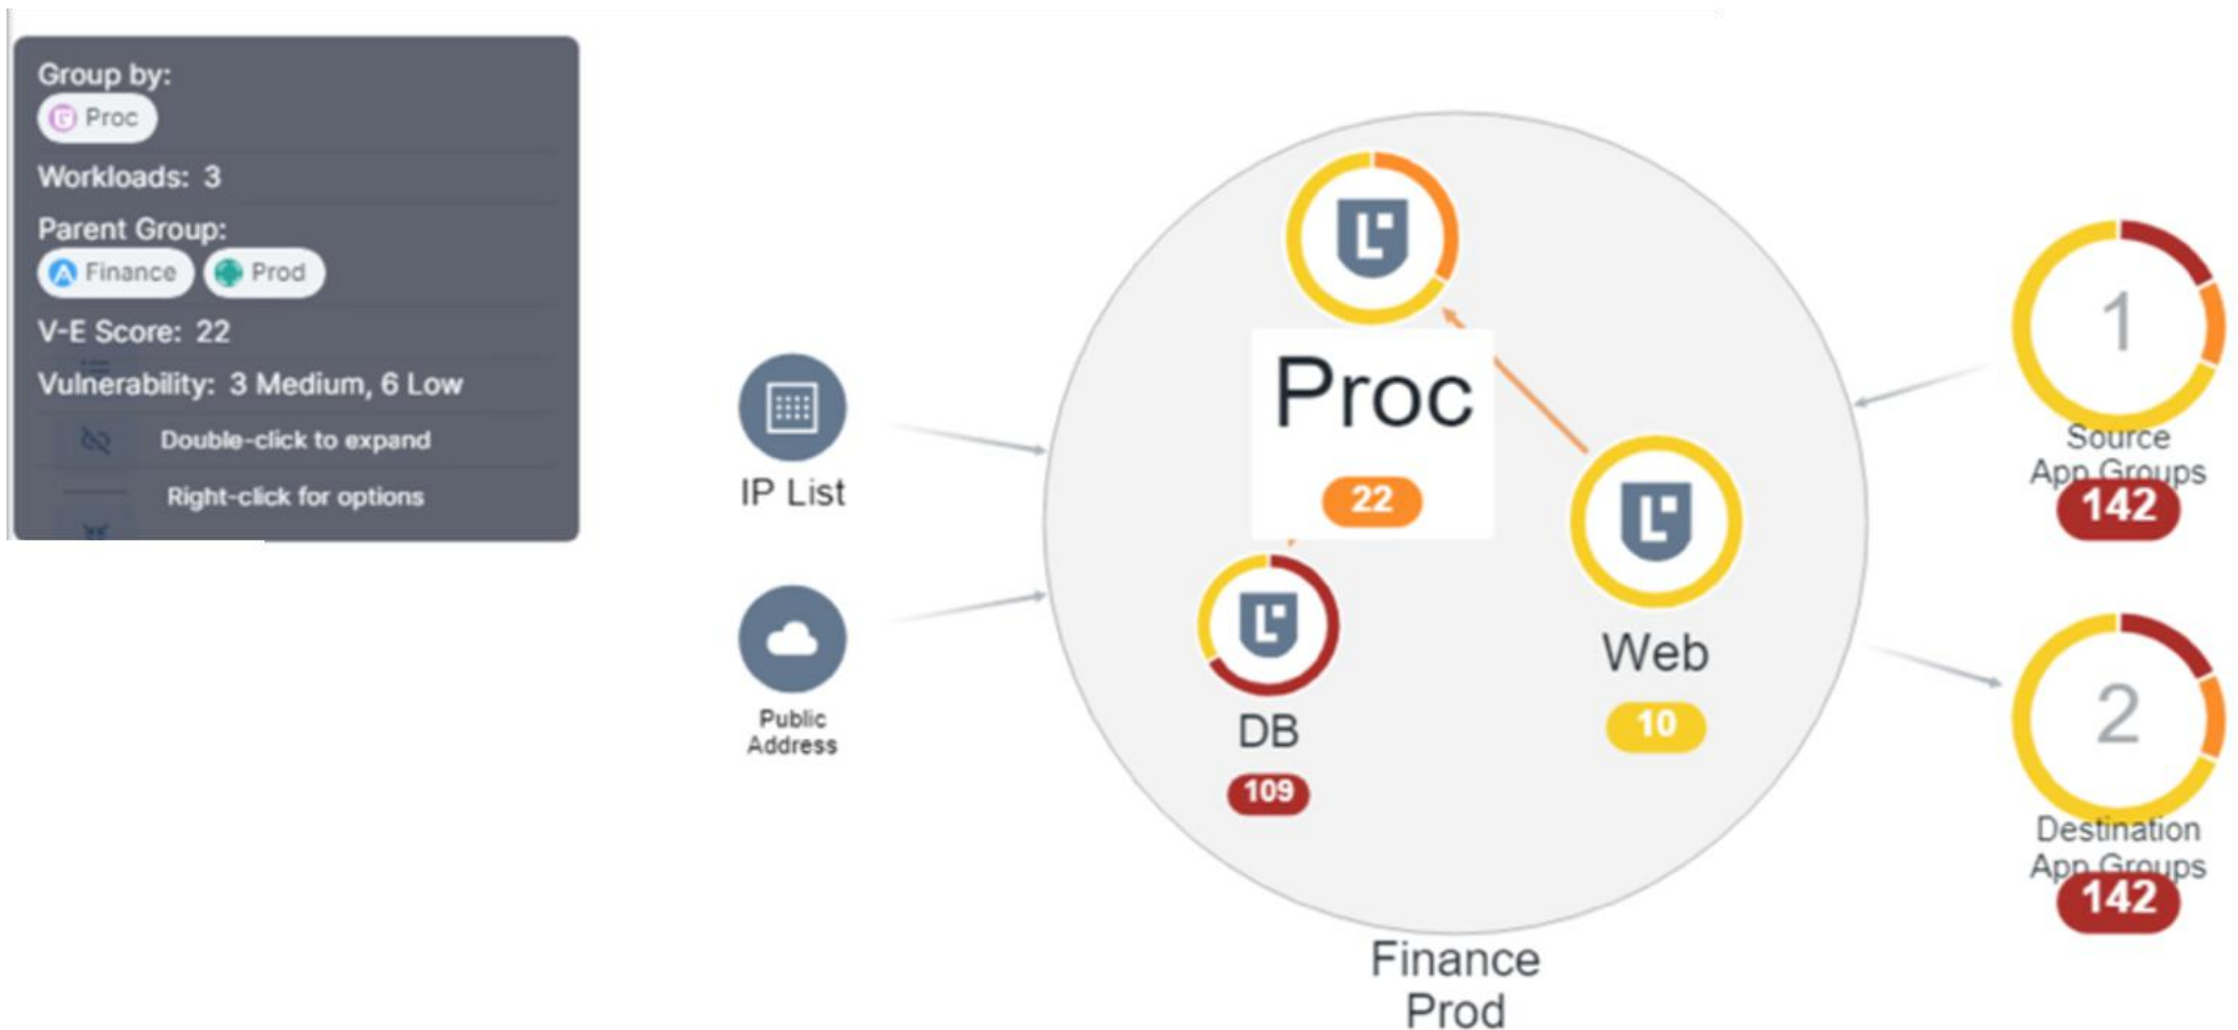 Group by:
Proc
Workloads: 3
Parent Group:
Finance Prod
V-E Score: 22
Vulnerability: 3 Medium, 6 Low
Double-click to expand
Right-click for options
IP List
Public
Address
Proc
22
DB
109
Web
10
Finance
Prod
1
Source
App Groups
142
2
Destination
App Groups
142